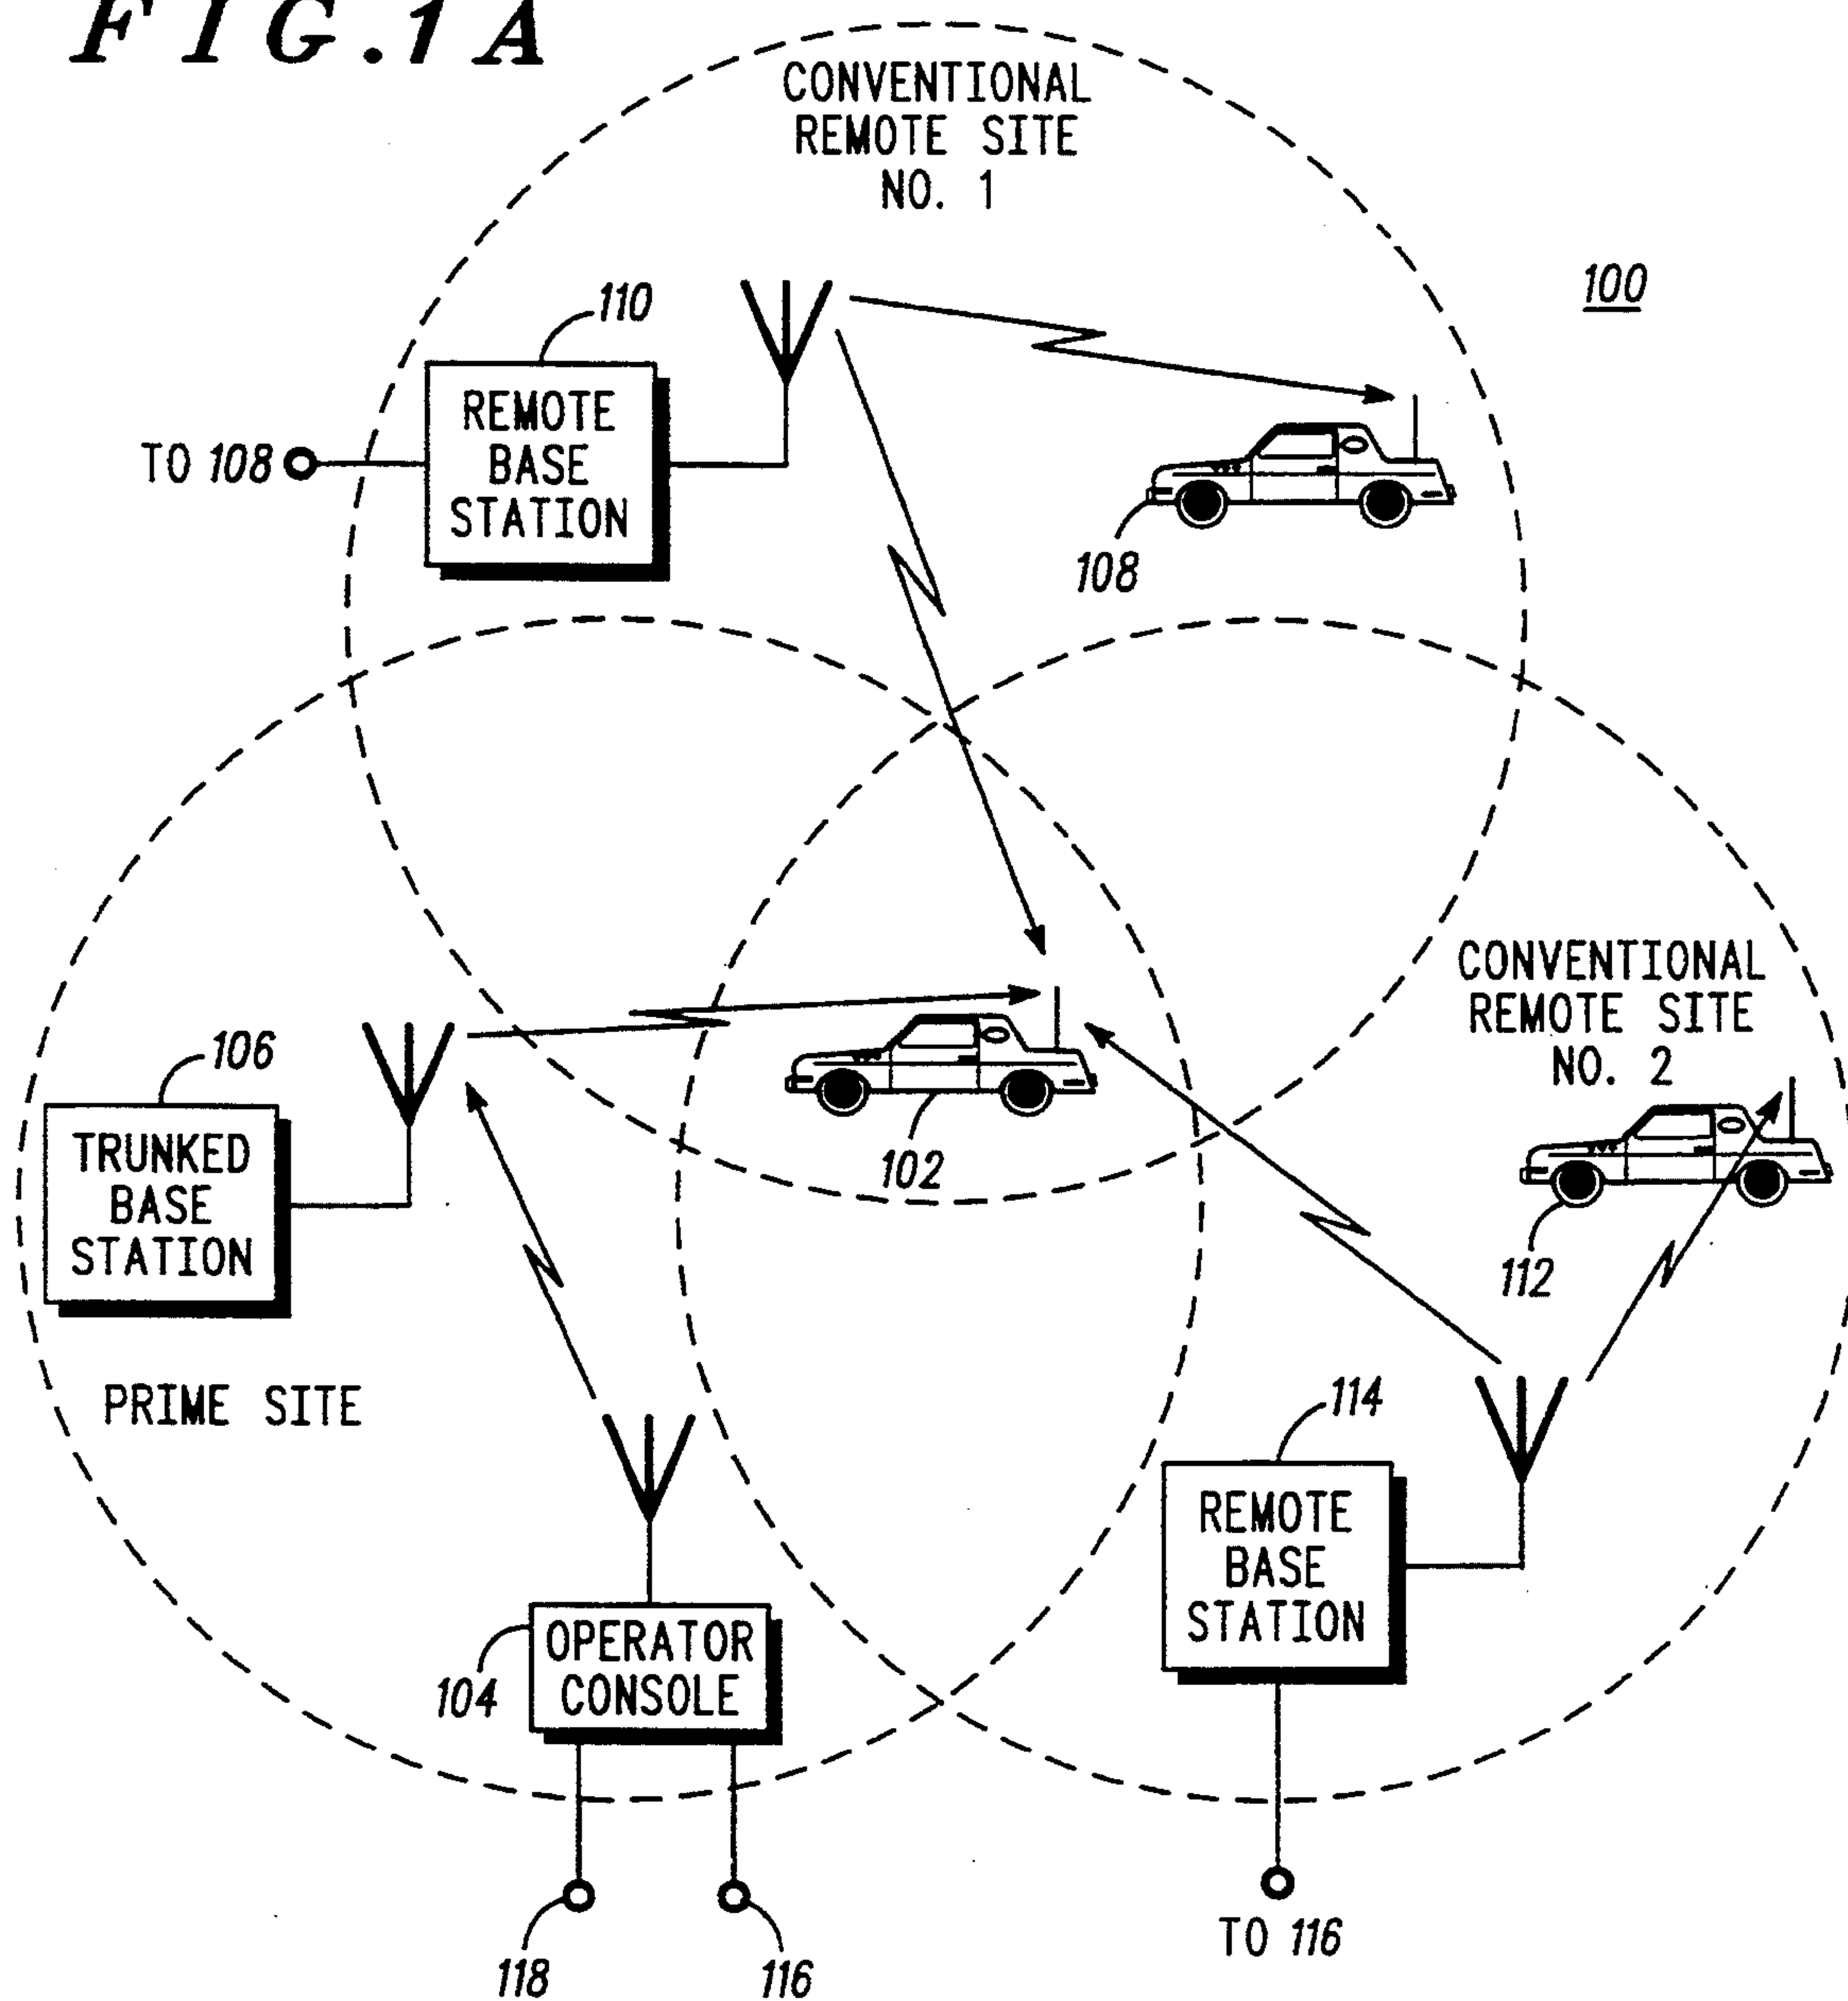 FIG.1A
CONVENTIONAL
REMOTE SITE
NO. 1
100
110
REMOTE
BASE
STATION
TO 108
108
CONVENTIONAL
REMOTE SITE
NO. 2
106
TRUNKED
BASE
STATION
102
112
PRIME SITE
114
REMOTE
BASE
STATION
104
OPERATOR
CONSOLE
118
116
TO 116